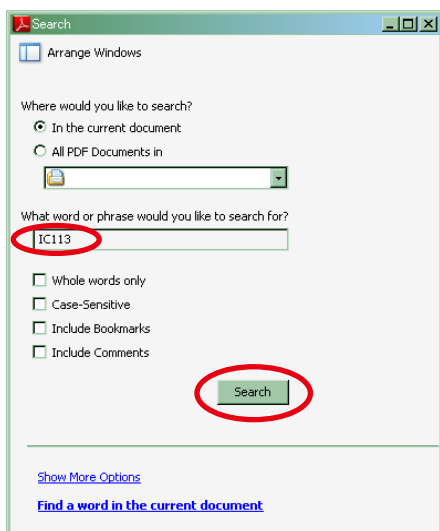 Search
Arrange Windows
Where would you like to search?
In the current document
All PDF Documents in
What word or phrase would you like to search for?
IC113
Whole words only
Case-Sensitive
Include Bookmarks
Include Comments
Search
Show More Options
Find a word in the current document